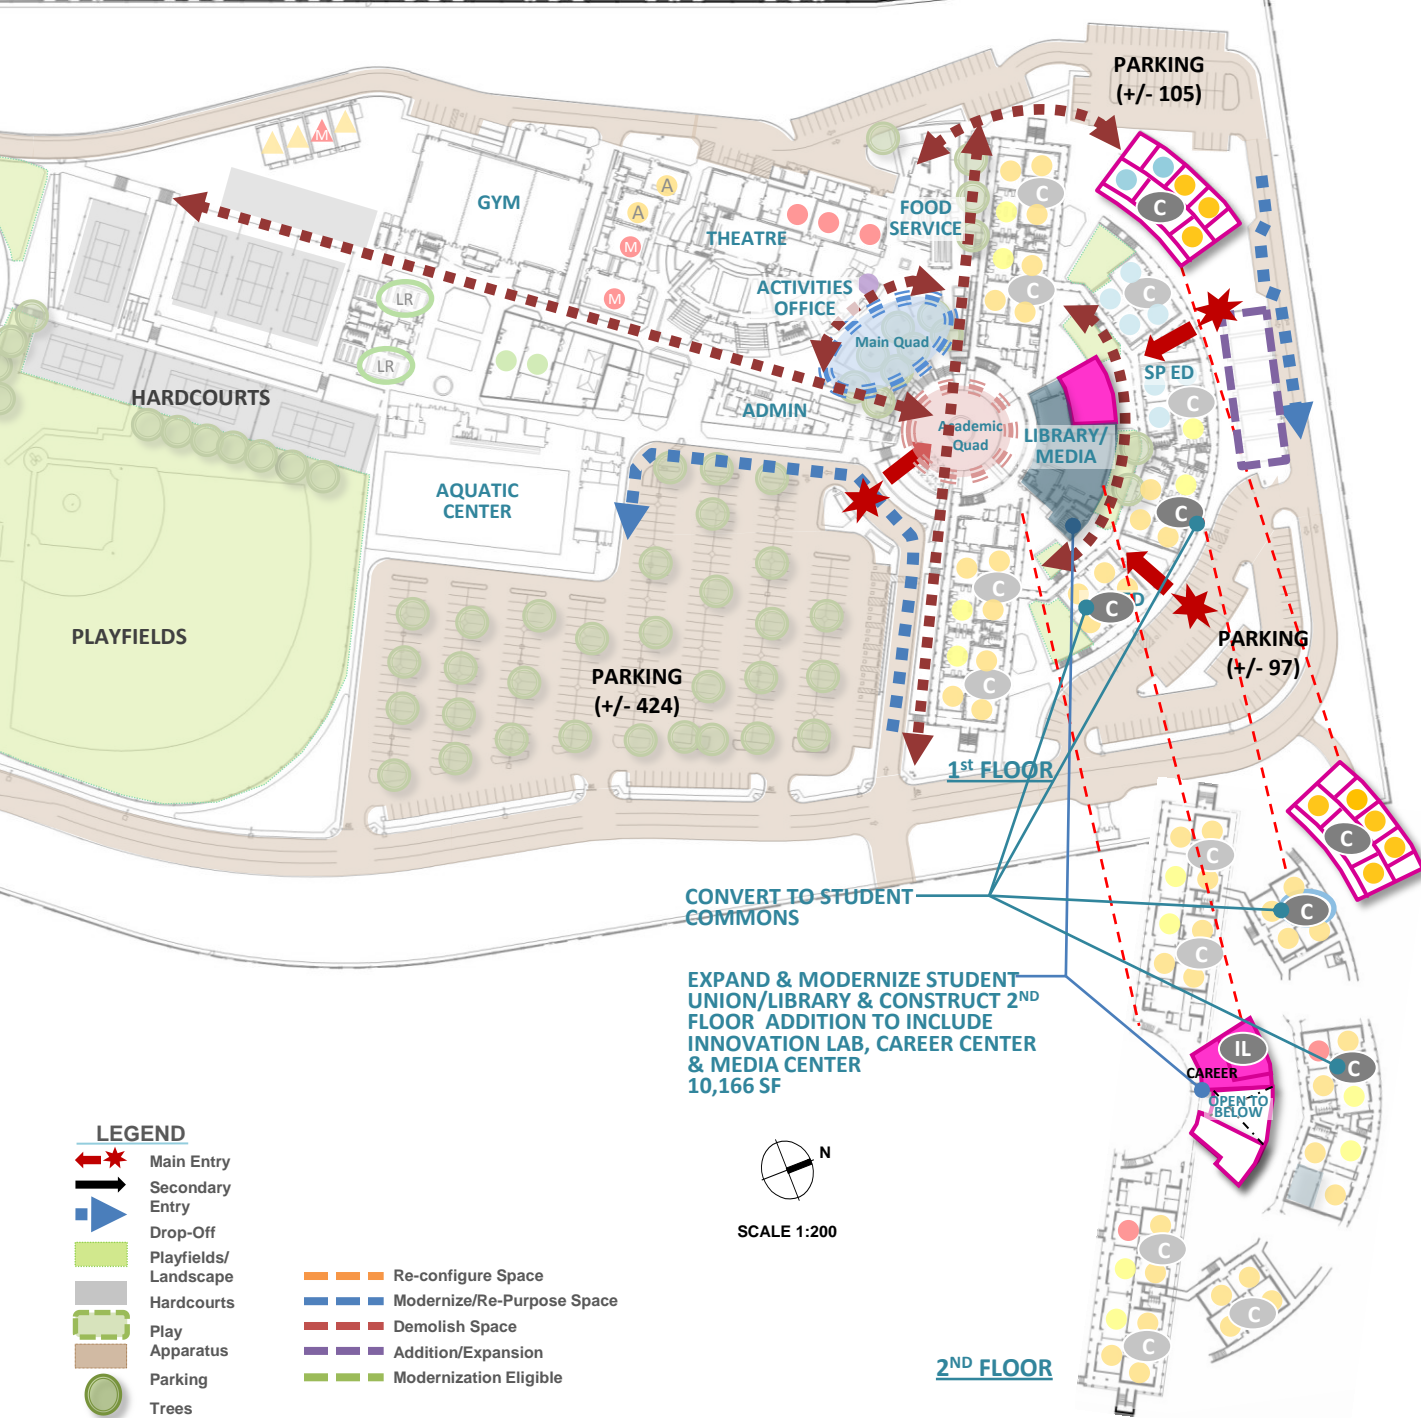 PARKING
(+/- 105)
M
GYM
A
A
M
M
THEATRE
FOOD
SERVICE
C
C
C
C
ACTIVITIES
OFFICE
LR
LR
Main Quad
SPED
C
HARDCOURTS
ADMIN
Academic
Quad
LIBRARY/
MEDIA
AQUATIC
CENTER
C
C
C
D
PLAYFIELDS
PARKING
(+/- 97)
PARKING
(+/- 424)
C
1st FLOOR
C
C
C
C
CONVERT TO STUDENT
COMMONS
EXPAND & MODERNIZE STUDENT
UNION/LIBRARY & CONSTRUCT 2ND
FLOOR ADDITION TO INCLUDE
INNOVATION LAB, CAREER CENTER
& MEDIA CENTER
10,166 SF
IL
CAREER
OPEN TO
BELOW
C
C
C
C
N
SCALE 1:200
2ND FLOOR
LEGEND
Main Entry
Secondary
Entry
Drop-Off
Playfields/
Landscape
Hardcourts
Play
Apparatus
Parking
Trees
Re-configure Space
Modernize/Re-Purpose Space
Demolish Space
Addition/Expansion
Modernization Eligible